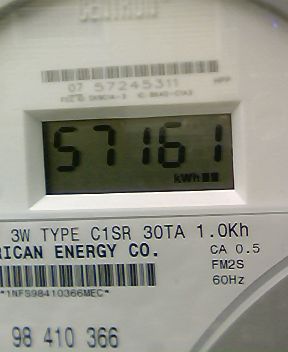 CENTRON
07 57245311
57161
kWh
3W TYPE C1SR 30TA 1.0Kh
RICAN ENERGY CO. CA 0.5
FM2S
60Hz
*1NFS98410366MEC*
98 410 366